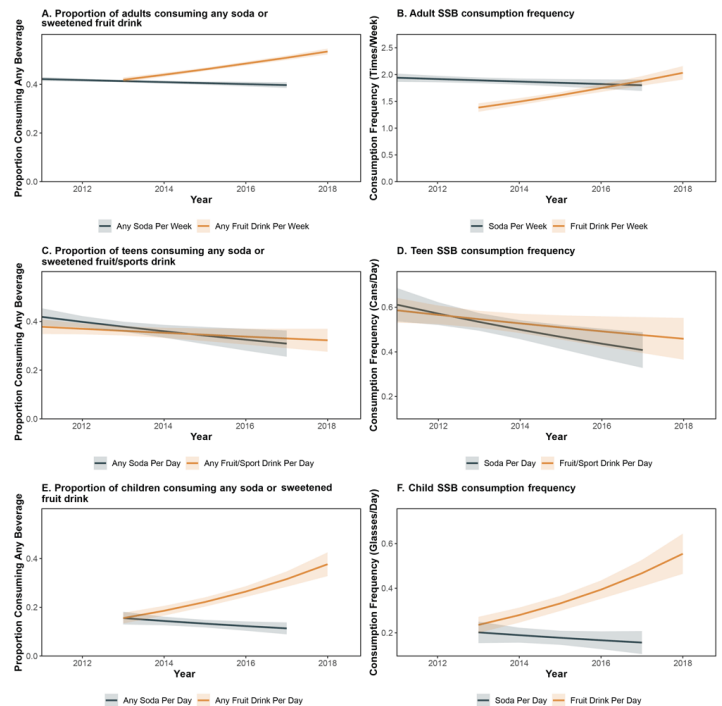 A. Proportion of adults consuming any soda or
sweetened fruit drink
Proportion Consuming Any Beverage
0.4
0.2
0.0
2012 2014 2016 2018
Year
Any Soda Per Week Any Fruit Drink Per Week
B. Adult SSB consumption frequency
Consumption Frequency (Times/Week)
2.5
2.0
1.5
1.0
0.5
0.0
2012 2014 2016 2018
Year
Soda Per Week Fruit Drink Per Week
C. Proportion of teens consuming any soda or
sweetened fruit/sports drink
Proportion Consuming Any Beverage
0.4
0.2
0.0
2012 2014 2016 2018
Year
Any Soda Per Day Any Fruit/Sport Drink Per Day
D. Teen SSB consumption frequency
Consumption Frequency (Cans/Day)
0.6
0.4
0.2
2012 2014 2016 2018
Year
Soda Per Day Fruit/Sport Drink Per Day
E. Proportion of children consuming any soda or sweetened
fruit drink
Proportion Consuming Any Beverage
0.4
0.2
0.0
2012 2014 2016 2018
Year
Any Soda Per Day Any Fruit Drink Per Day
F. Child SSB consumption frequency
Consumption Frequency (Glasses/Day)
0.6
0.4
0.2
2012 2014 2016 2018
Year
Soda Per Day Fruit Drink Per Day